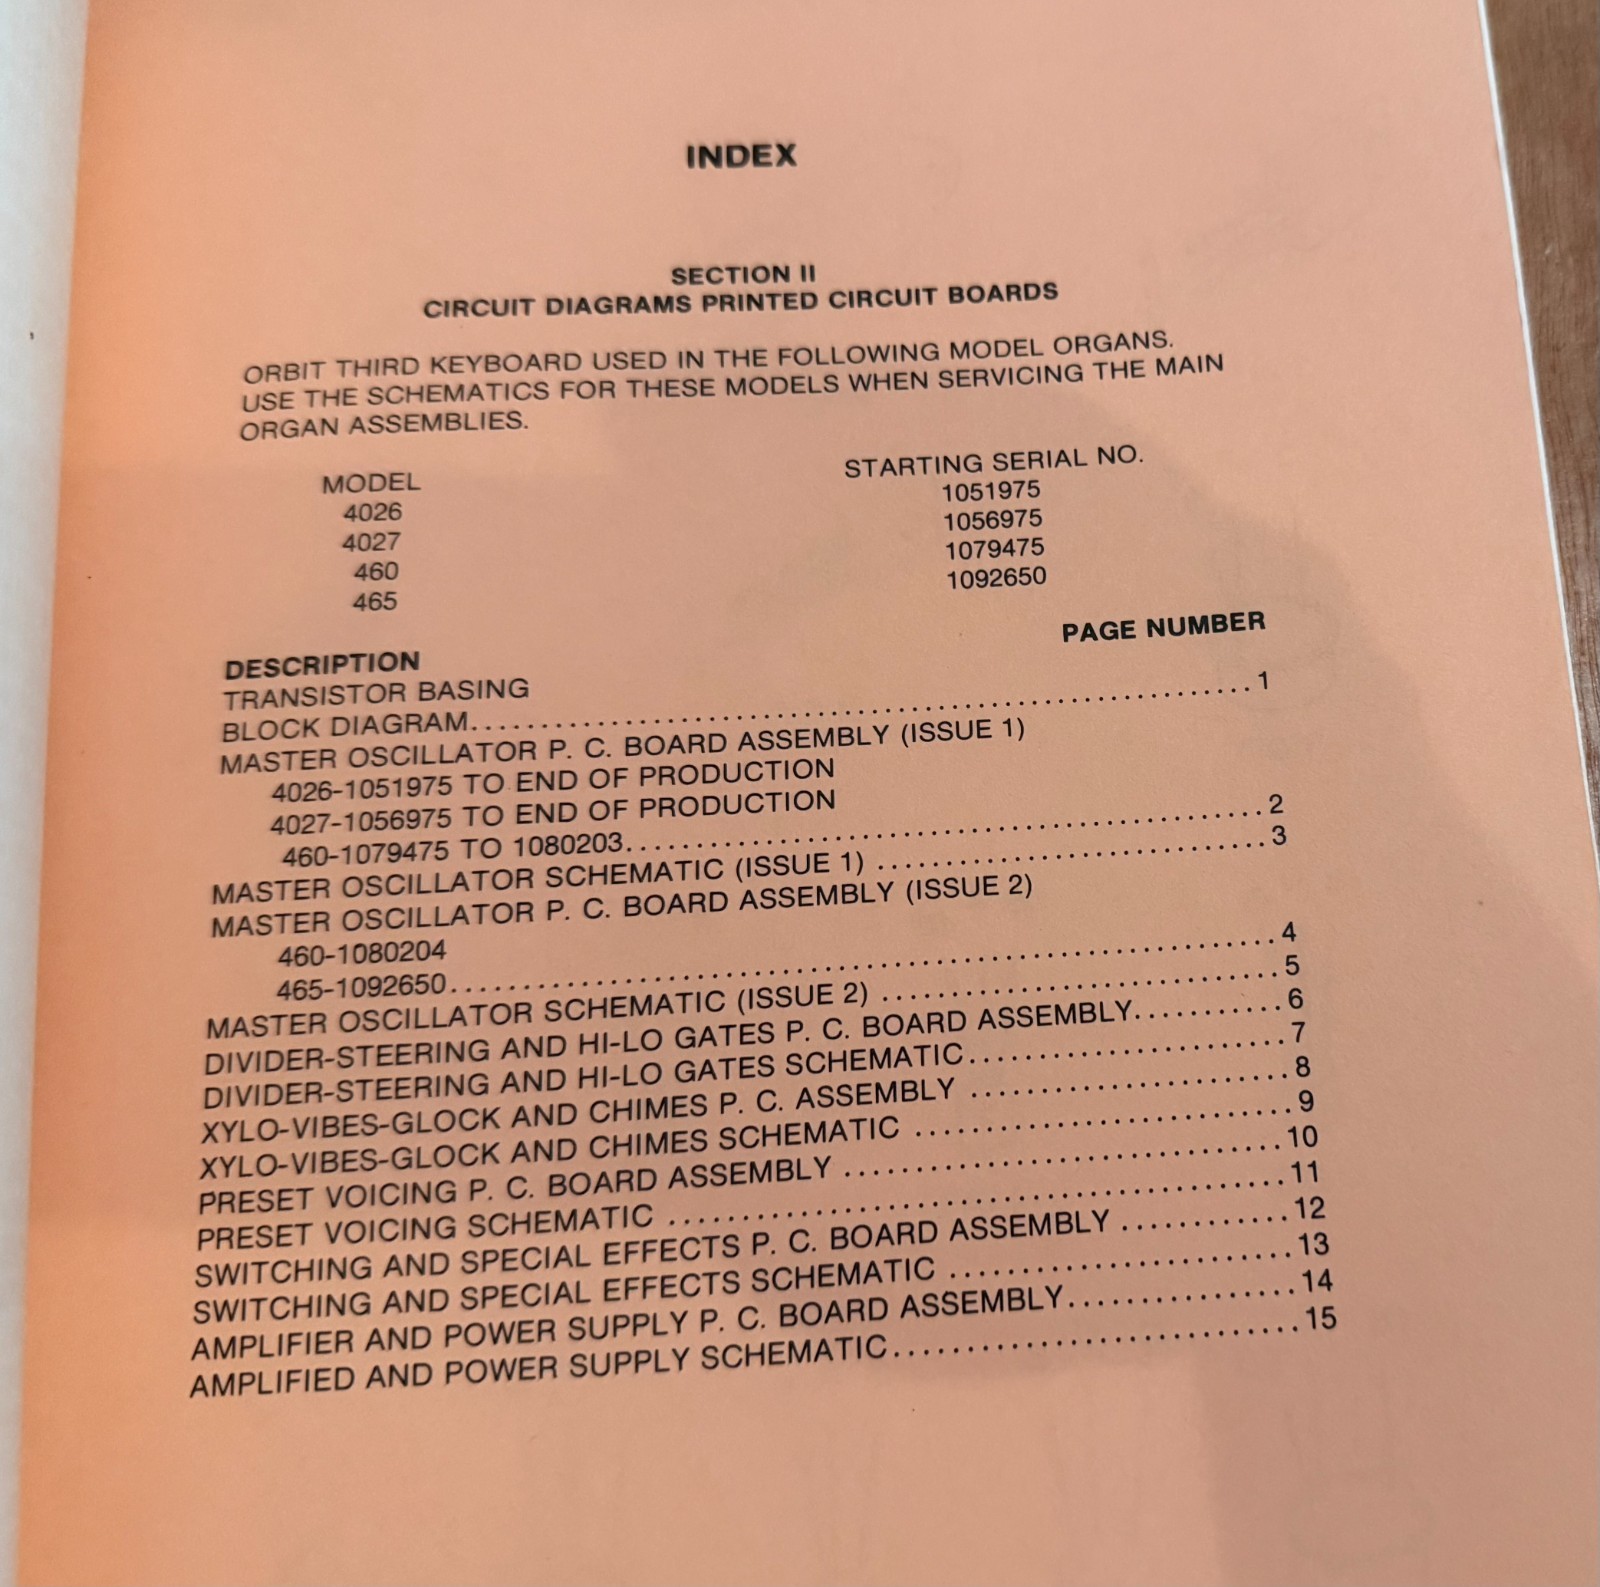 INDEX
SECTION II
CIRCUIT DIAGRAMS PRINTED CIRCUIT BOARDS
ORBIT THIRD KEYBOARD USED IN THE FOLLOWING MODEL ORGANS.
USE THE SCHEMATICS FOR THESE MODELS WHEN SERVICING THE MAIN
ORGAN ASSEMBLIES.
MODEL STARTING SERIAL NO.
4026 1051975
4027 1056975
460 1079475
465 1092650
DESCRIPTION PAGE NUMBER
TRANSISTOR BASING
BLOCK DIAGRAM 1
MASTER OSCILLATOR P. C. BOARD ASSEMBLY (ISSUE 1)
4026-1051975 TO END OF PRODUCTION
4027-1056975 TO END OF PRODUCTION
460-1079475 TO 1080203 2
MASTER OSCILLATOR SCHEMATIC (ISSUE 1) 3
MASTER OSCILLATOR P. C. BOARD ASSEMBLY (ISSUE 2)
460-1080204
465-1092650 4
MASTER OSCILLATOR SCHEMATIC (ISSUE 2) 5
DIVIDER-STEERING AND HI-LO GATES P. C. BOARD ASSEMBLY 6
DIVIDER-STEERING AND HI-LO GATES SCHEMATIC 7
XYLO-VIBES-GLOCK AND CHIMES P. C. ASSEMBLY 8
XYLO-VIBES-GLOCK AND CHIMES SCHEMATIC 9
PRESET VOICING P. C. BOARD ASSEMBLY 10
PRESET VOICING SCHEMATIC 11
SWITCHING AND SPECIAL EFFECTS P. C. BOARD ASSEMBLY 12
SWITCHING AND SPECIAL EFFECTS SCHEMATIC 13
AMPLIFIER AND POWER SUPPLY P. C. BOARD ASSEMBLY 14
AMPLIFIED AND POWER SUPPLY SCHEMATIC 15